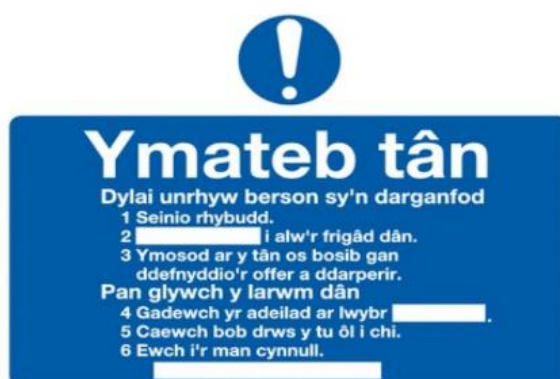 Ymateb tân
Dylai unrhyw berson sy'n darganfod
1 Seinio rhybudd.
2 i alw'r frigâd dân.
3 Ymosod ar y tân os bosib gan
ddefnyddio'r offer a ddarperir.
Pan glywch y larwm dân
4 Gadewch yr adeilad ar lwybr .
5 Caewch bob drws y tu ôl i chi.
6 Ewch i'r man cynnull.